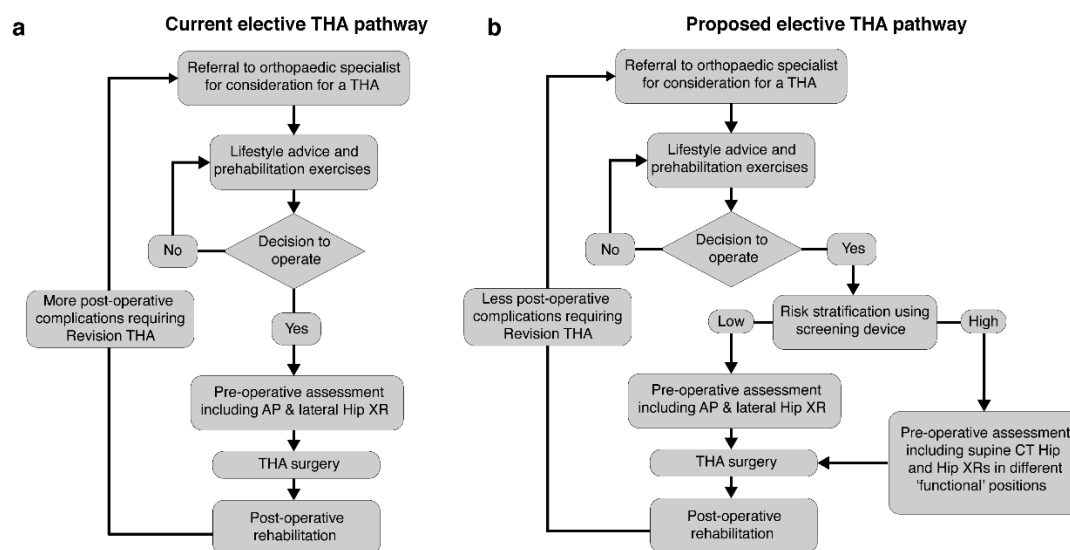 a
Current elective THA pathway
Referral to orthopaedic specialist
for consideration for a THA
Lifestyle advice and
prehabilitation exercises
No
Decision to
operate
More post-operative
complications requiring
Revision THA
Yes
Pre-operative assessment
including AP & lateral Hip XR
THA surgery
Post-operative
rehabilitation
b
Proposed elective THA pathway
Referral to orthopaedic specialist
for consideration for a THA
Lifestyle advice and
prehabilitation exercises
No
Decision to
operate
Yes
Less post-operative
complications requiring
Revision THA
Low
Risk stratification using
screening device
High
Pre-operative assessment
including AP & lateral Hip XR
Pre-operative assessment
including supine CT Hip
and Hip XRs in different
‘functional’ positions
THA surgery
Post-operative
rehabilitation